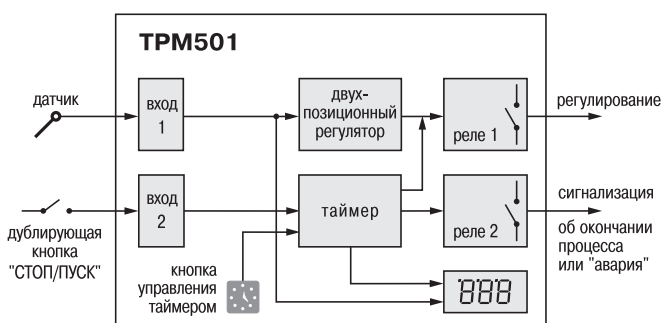 ТРМ501
датчик
вход
1
двух-
позиционный
регулятор
реле 1
регулирование
дублирующая
кнопка
"СТОП/ПУСК"
вход
2
таймер
реле 2
сигнализация
об окончании
процесса
или "авария"
кнопка
управления
таймером
888